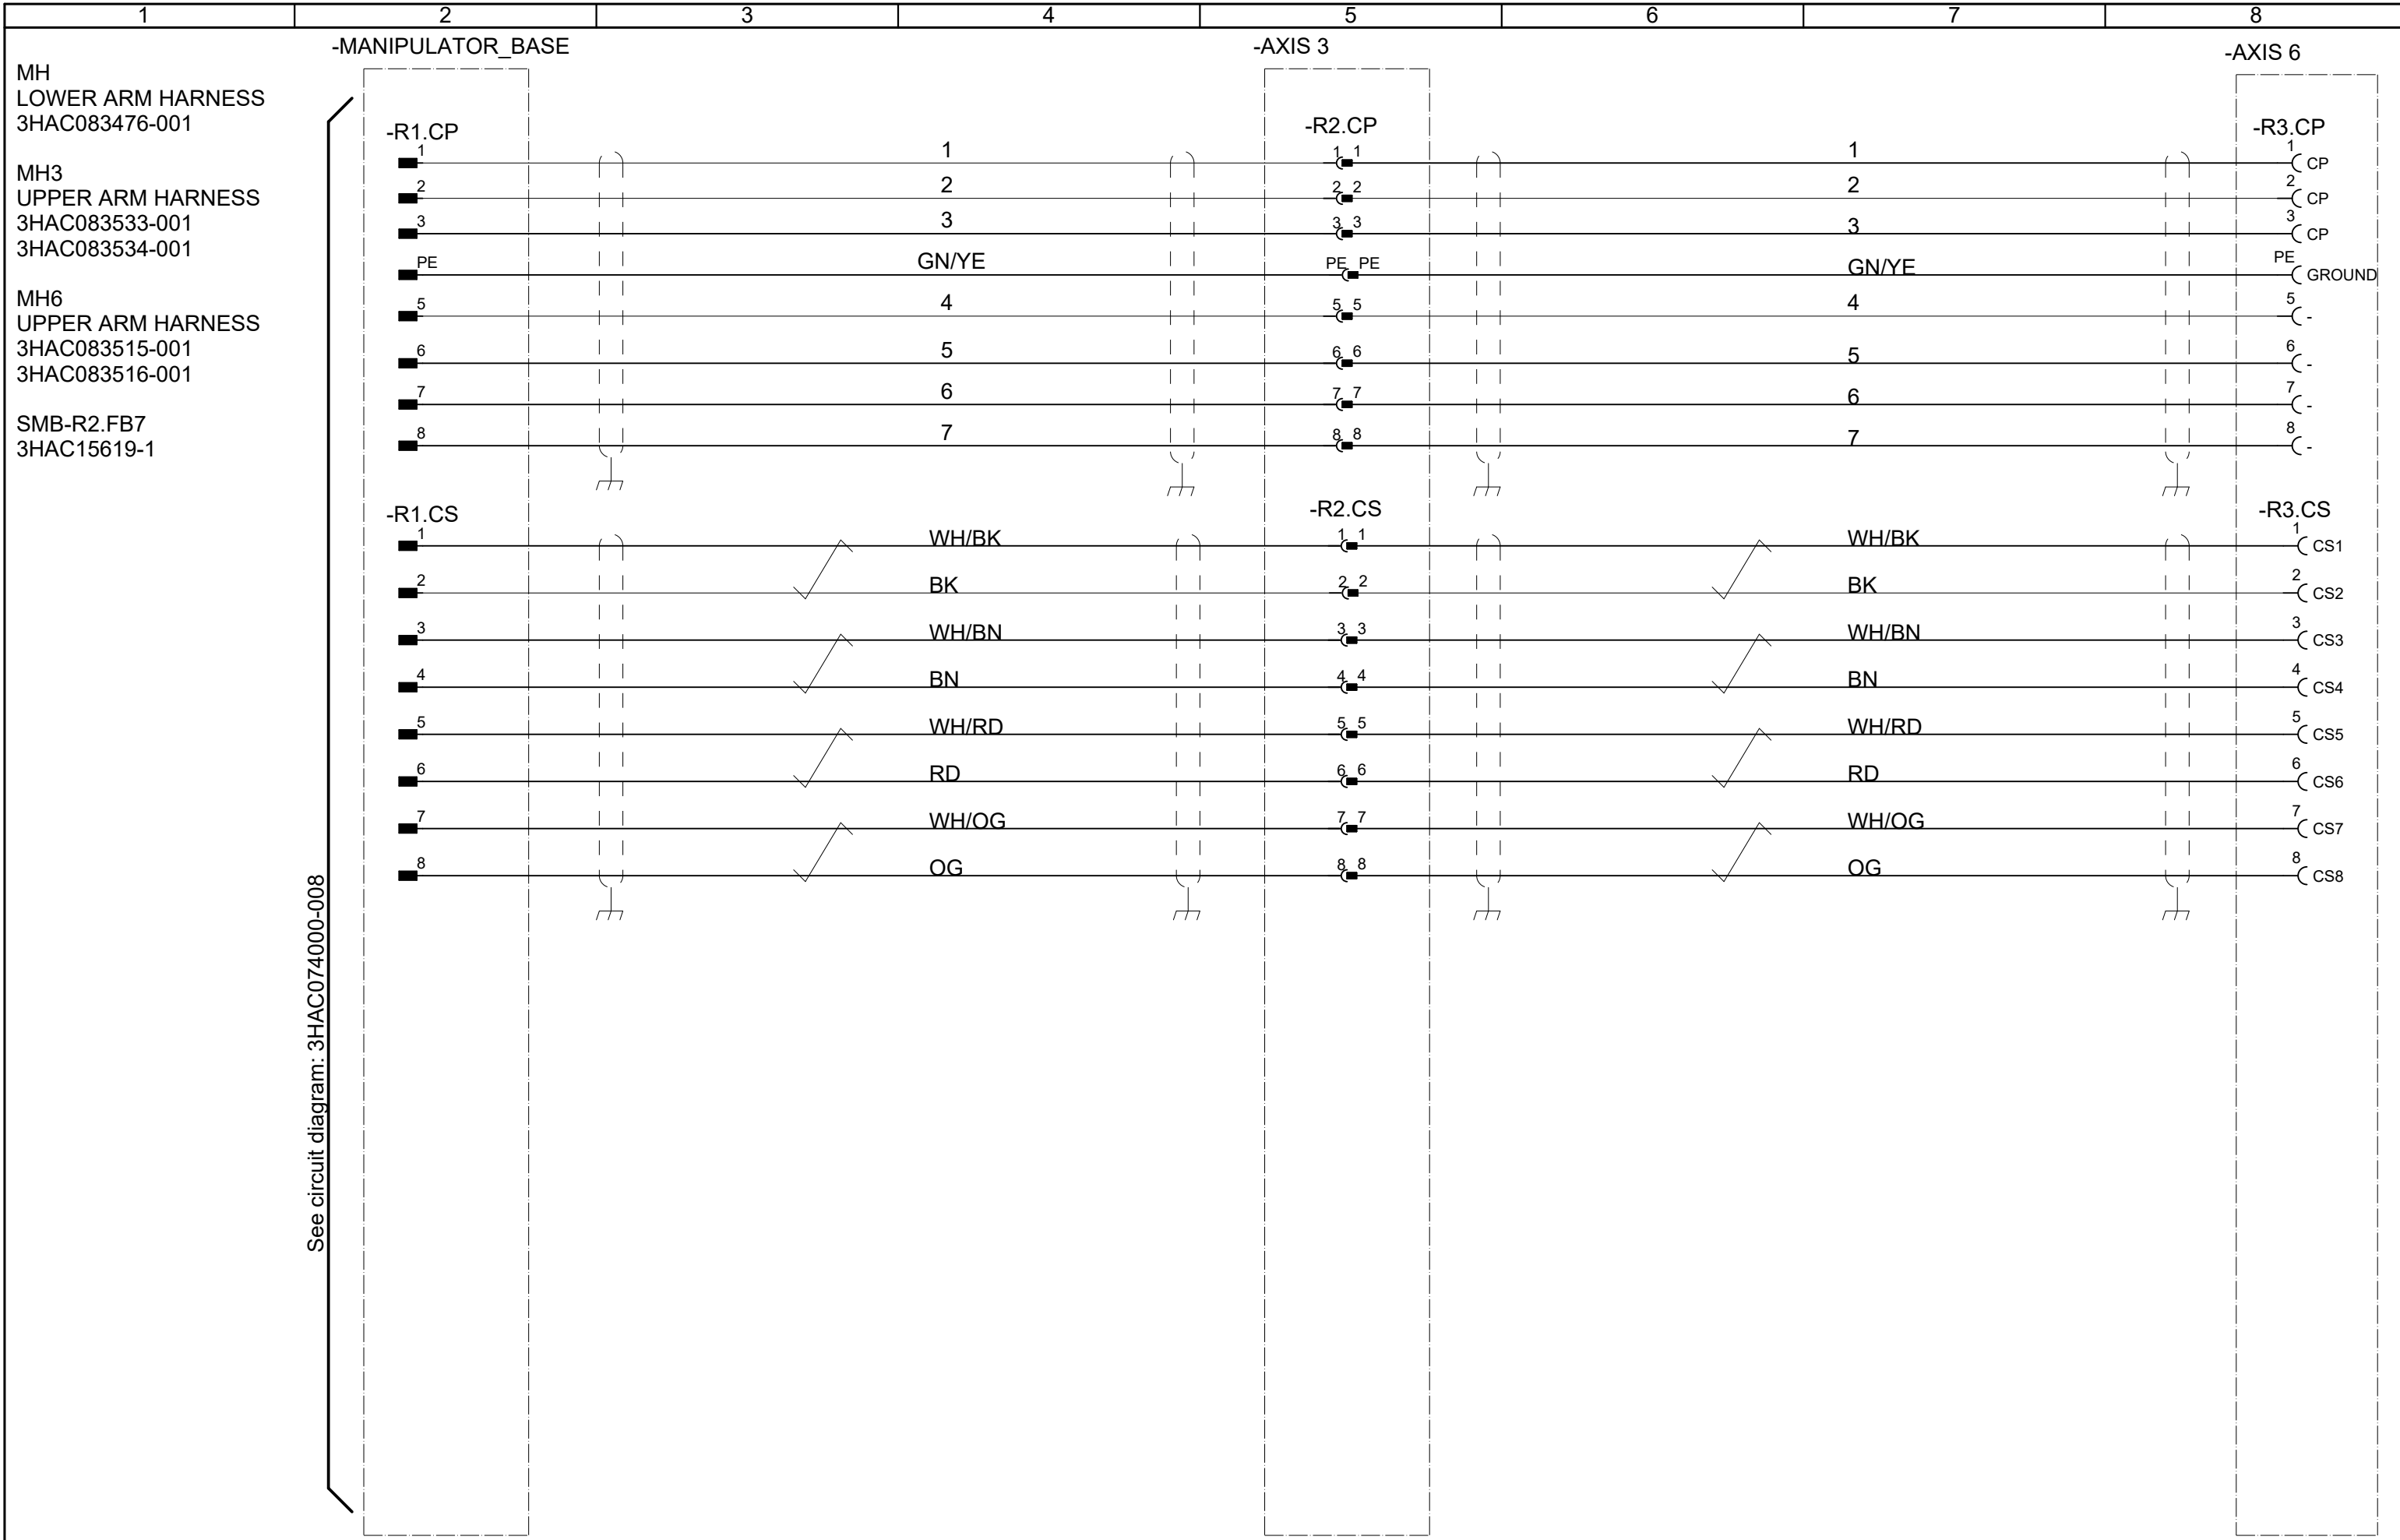 1 2 3 4 5 6 7 8
-MANIPULATOR_BASE -AXIS 3 -AXIS 6
MH
LOWER ARM HARNESS
3HAC083476-001
MH3
UPPER ARM HARNESS
3HAC083533-001
3HAC083534-001
MH6
UPPER ARM HARNESS
3HAC083515-001
3HAC083516-001
SMB-R2.FB7
3HAC15619-1
See circuit diagram: 3HAC074000-008
-R1.CP -R2.CP -R3.CP
1 1 1 1 1 1 CP
2 2 2 2 2 2 CP
3 3 3 3 3 3 CP
PE GN/YE PE PE GN/YE PE GROUND
5 4 5 5 4 5 -
6 5 6 6 5 6 -
7 6 7 7 6 7 -
8 7 8 8 7 8 -
-R1.CS -R2.CS -R3.CS
1 WH/BK 1 1 WH/BK 1 CS1
2 BK 2 2 BK 2 CS2
3 WH/BN 3 3 WH/BN 3 CS3
4 BN 4 4 BN 4 CS4
5 WH/RD 5 5 WH/RD 5 CS5
6 RD 6 6 RD 6 CS6
7 WH/OG 7 7 WH/OG 7 CS7
8 OG 8 8 OG 8 CS8